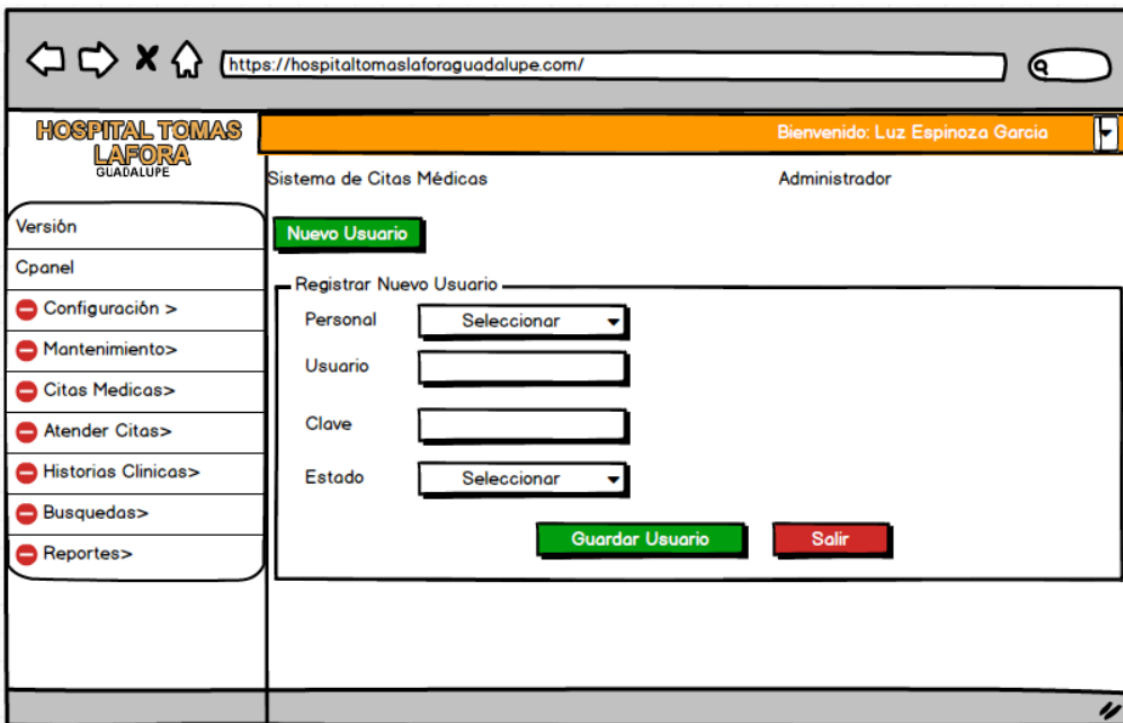 https://hospitaltomaslaforaguadalupe.com/
HOSPITAL TOMAS
LAFORA
GUADALUPE
Bienvenido: Luz Espinoza Garcia
Sistema de Citas Médicas
Administrador
Versión
Cpanel
Configuración >
Mantenimiento>
Citas Medicas>
Atender Citas>
Historias Clinicas>
Busquedas>
Reportes>
Nuevo Usuario
Registrar Nuevo Usuario
Personal Seleccionar
Usuario
Clave
Estado Seleccionar
Guardar Usuario Salir